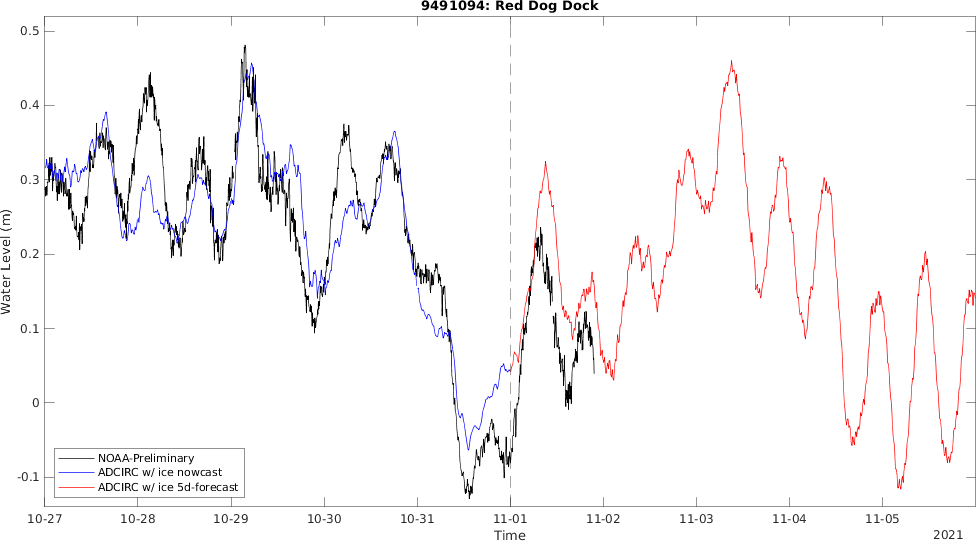 9491094: Red Dog Dock
Water Level (m)
0.5
0.4
0.3
0.2
0.1
0
-0.1
NOAA-Preliminary
ADCIRC w/ ice nowcast
ADCIRC w/ ice 5d-forecast
10-27 10-28 10-29 10-30 10-31 11-01 11-02 11-03 11-04 11-05
Time
2021